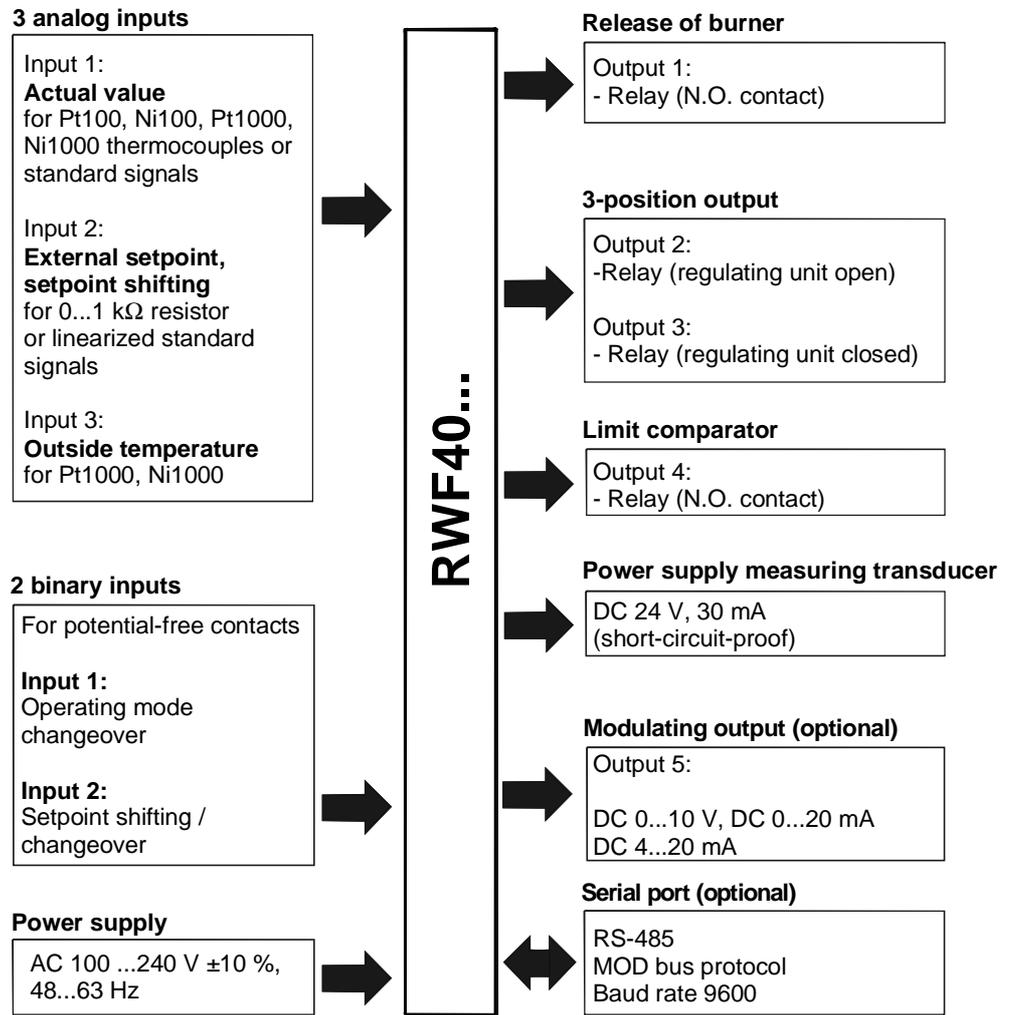 3 analog inputs
Input 1:
Actual value
for Pt100, Ni100, Pt1000,
Ni1000 thermocouples or
standard signals
Input 2:
External setpoint,
setpoint shifting
for 0...1 kΩ resistor
or linearized standard
signals
Input 3:
Outside temperature
for Pt1000, Ni1000
2 binary inputs
For potential-free contacts
Input 1:
Operating mode
changeover
Input 2:
Setpoint shifting /
changeover
Power supply
AC 100 ...240 V ±10 %,
48...63 Hz
RWF40...
Release of burner
Output 1:
- Relay (N.O. contact)
3-position output
Output 2:
-Relay (regulating unit open)
Output 3:
- Relay (regulating unit closed)
Limit comparator
Output 4:
- Relay (N.O. contact)
Power supply measuring transducer
DC 24 V, 30 mA
(short-circuit-proof)
Modulating output (optional)
Output 5:
DC 0...10 V, DC 0...20 mA
DC 4...20 mA
Serial port (optional)
RS-485
MOD bus protocol
Baud rate 9600